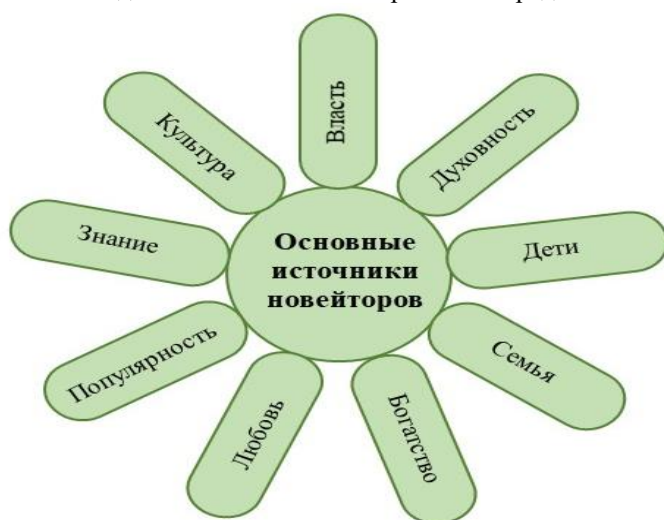 Основные
источники
новейторов
Власть
Духовность
Дети
Семья
Богатство
Любовь
Популярность
Знание
Культура